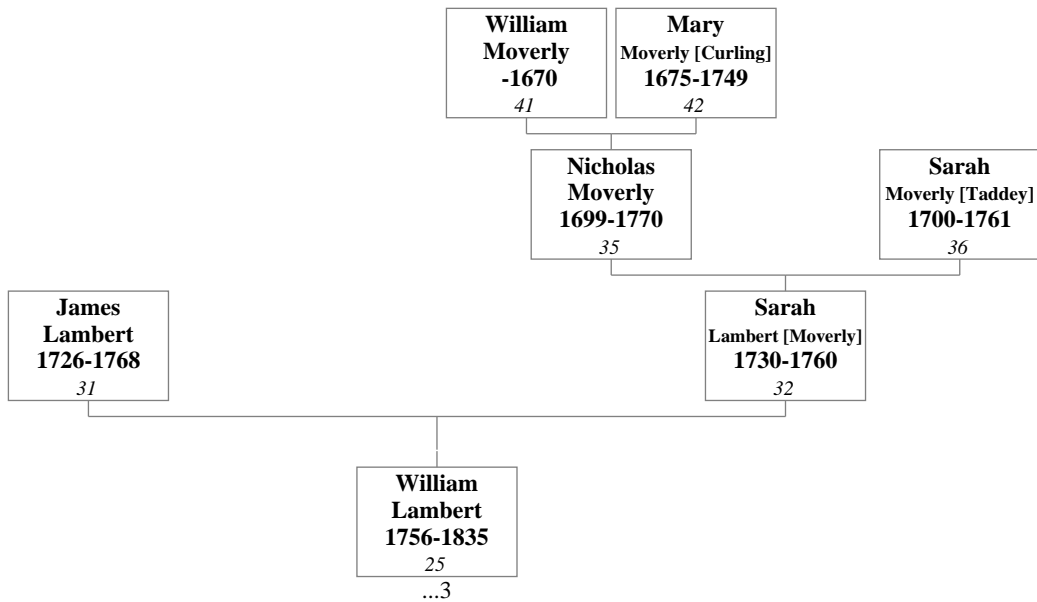 William
Moverly
-1670
41
Mary
Moverly [Curling]
1675-1749
42
Nicholas
Moverly
1699-1770
35
Sarah
Moverly [Taddey]
1700-1761
36
James
Lambert
1726-1768
31
Sarah
Lambert [Moverly]
1730-1760
32
William
Lambert
1756-1835
25
...3